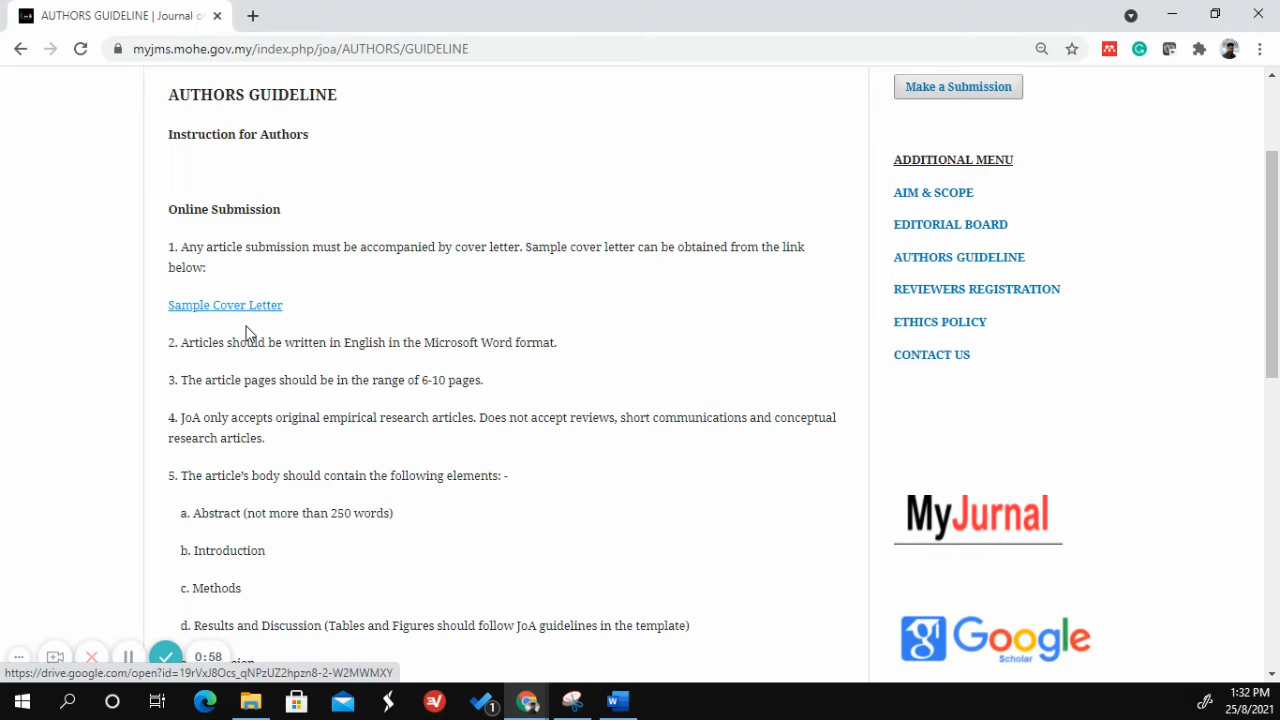 AUTHORS GUIDELINE | Journal o
myjms.mohe.gov.my/index.php/joa/AUTHORS/GUIDELINE
AUTHORS GUIDELINE
Instruction for Authors
Online Submission
1. Any article submission must be accompanied by cover letter. Sample cover letter can be obtained from the link
below:
Sample Cover Letter
2. Articles should be written in English in the Microsoft Word format.
3. The article pages should be in the range of 6-10 pages.
4. JoA only accepts original empirical research articles. Does not accept reviews, short communications and conceptual
research articles.
5. The article's body should contain the following elements: -
a. Abstract (not more than 250 words)
b. Introduction
c. Methods
d. Results and Discussion (Tables and Figures should follow JoA guidelines in the template)
Make a Submission
ADDITIONAL MENU
AIM & SCOPE
EDITORIAL BOARD
AUTHORS GUIDELINE
REVIEWERS REGISTRATION
ETHICS POLICY
CONTACT US
MyJurnal
Google
Scholar
0:58
https://drive.google.com/open?id=19rVxJ8Ocs_qNPzUZ2hpzn8-2-W2MWMXY
1
1:32 PM
25/8/2021